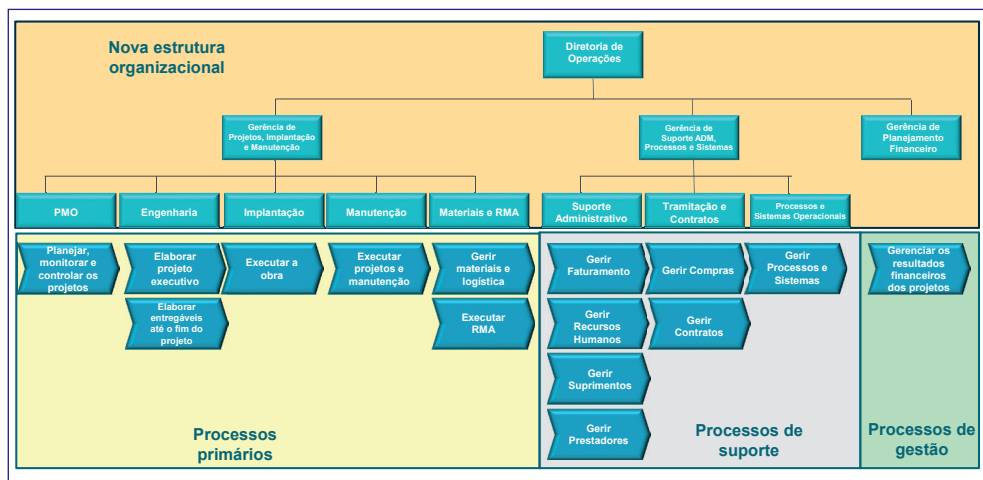 Nova estrutura
organizacional
Diretoria de
Operações
Gerência de
Projetos, Implantação
e Manutenção
Gerência de
Suporte ADM,
Processos e Sistemas
Gerência de
Planejamento
Financeiro
PMO
Engenharia
Implantação
Manutenção
Materiais e RMA
Suporte
Administrativo
Tramitação e
Contratos
Processos e
Sistemas Operacionais
Planejar,
monitorar e
controlar os
projetos
Elaborar
projeto
executivo
Executar a
obra
Executar
projetos e
manutenção
Gerir
materiais e
logística
Gerir
Faturamento
Gerir Compras
Gerir
Processos e
Sistemas
Gerenciar os
resultados
financeiros
dos projetos
Elaborar
entregáveis
até o fim do
projeto
Executar
RMA
Gerir
Recursos
Humanos
Gerir
Contratos
Gerir
Suprimentos
Gerir
Prestadores
Processos
primários
Processos de
suporte
Processos de
gestão